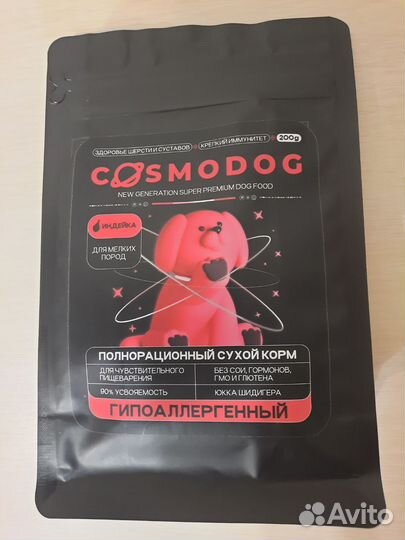 ЗДОРОВЬЕ ШЕРСТИ И СУСТАВОВ КРЕПКИЙ ИММУНИТЕТ 200g
COSMODOG
NEW GENERATION SUPER PREMIUM DOG FOOD
ИНДЕЙКА
ДЛЯ МЕЛКИХ
ПОРОД
ПОЛНОРАЦИОННЫЙ СУХОЙ КОРМ
ДЛЯ ЧУВСТВИТЕЛЬНОГО
ПИЩЕВАРЕНИЯ
БЕЗ СОИ, ГОРМОНОВ,
ГМО И ГЛЮТЕНА
90% УСВОЯЕМОСТЬ
ЮККА ШИДИГЕРА
ГИПОАЛЛЕРГЕННЫЙ
Avito